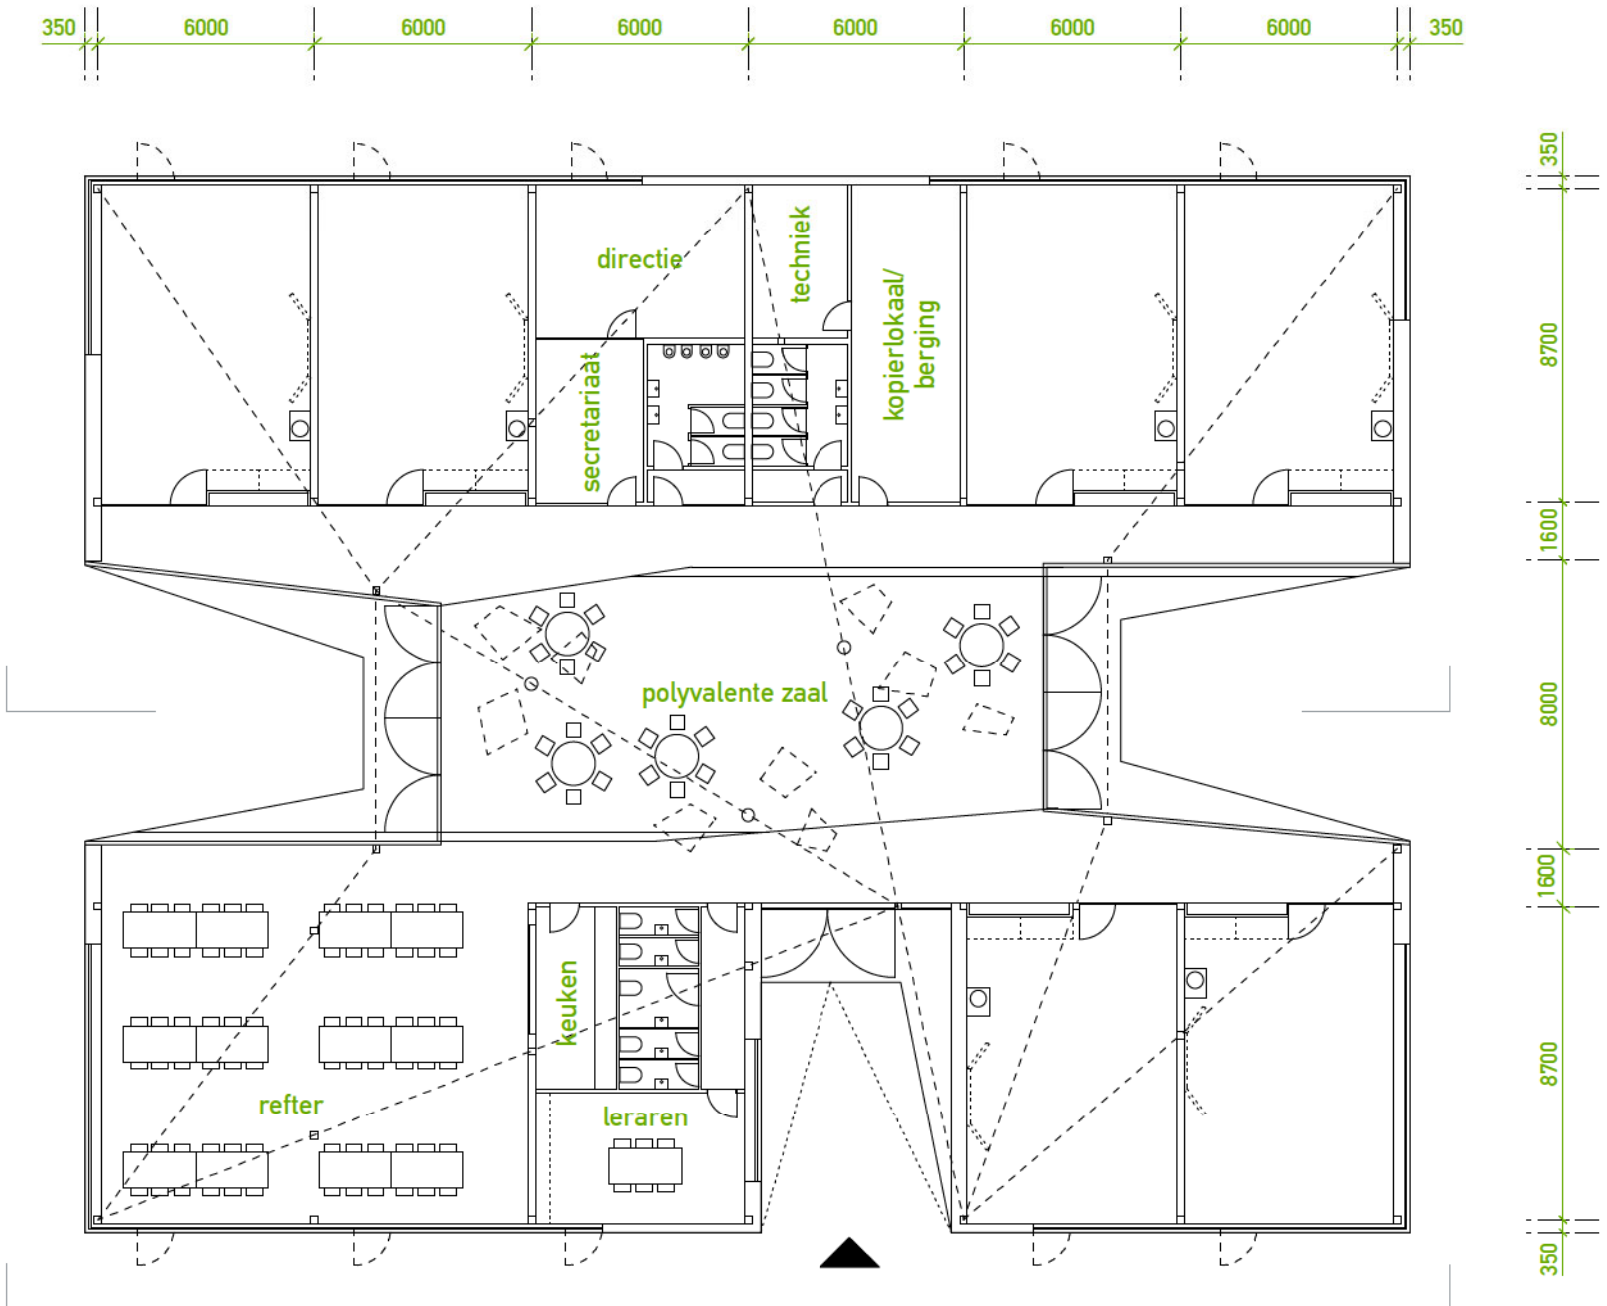 350 6000 6000 6000 6000 6000 6000 350
350
directie
techniek
kopierlokaal/
berging
8700
secretariaat
1600
polyvalente zaal
8000
1600
keuken
8700
refter
leraren
350